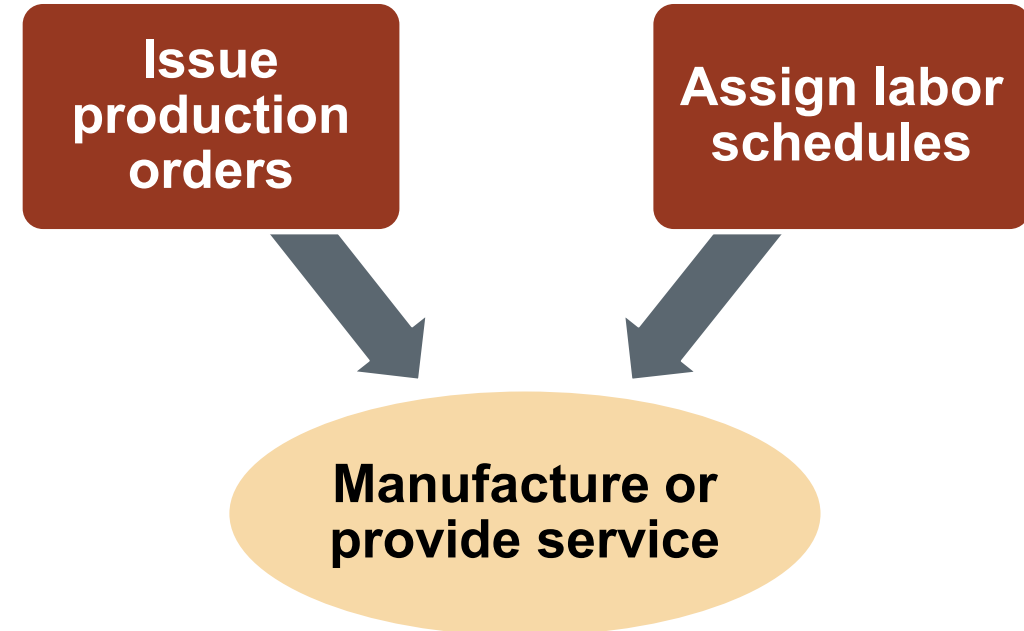 Issue
production
orders
Assign labor
schedules
Manufacture or
provide service